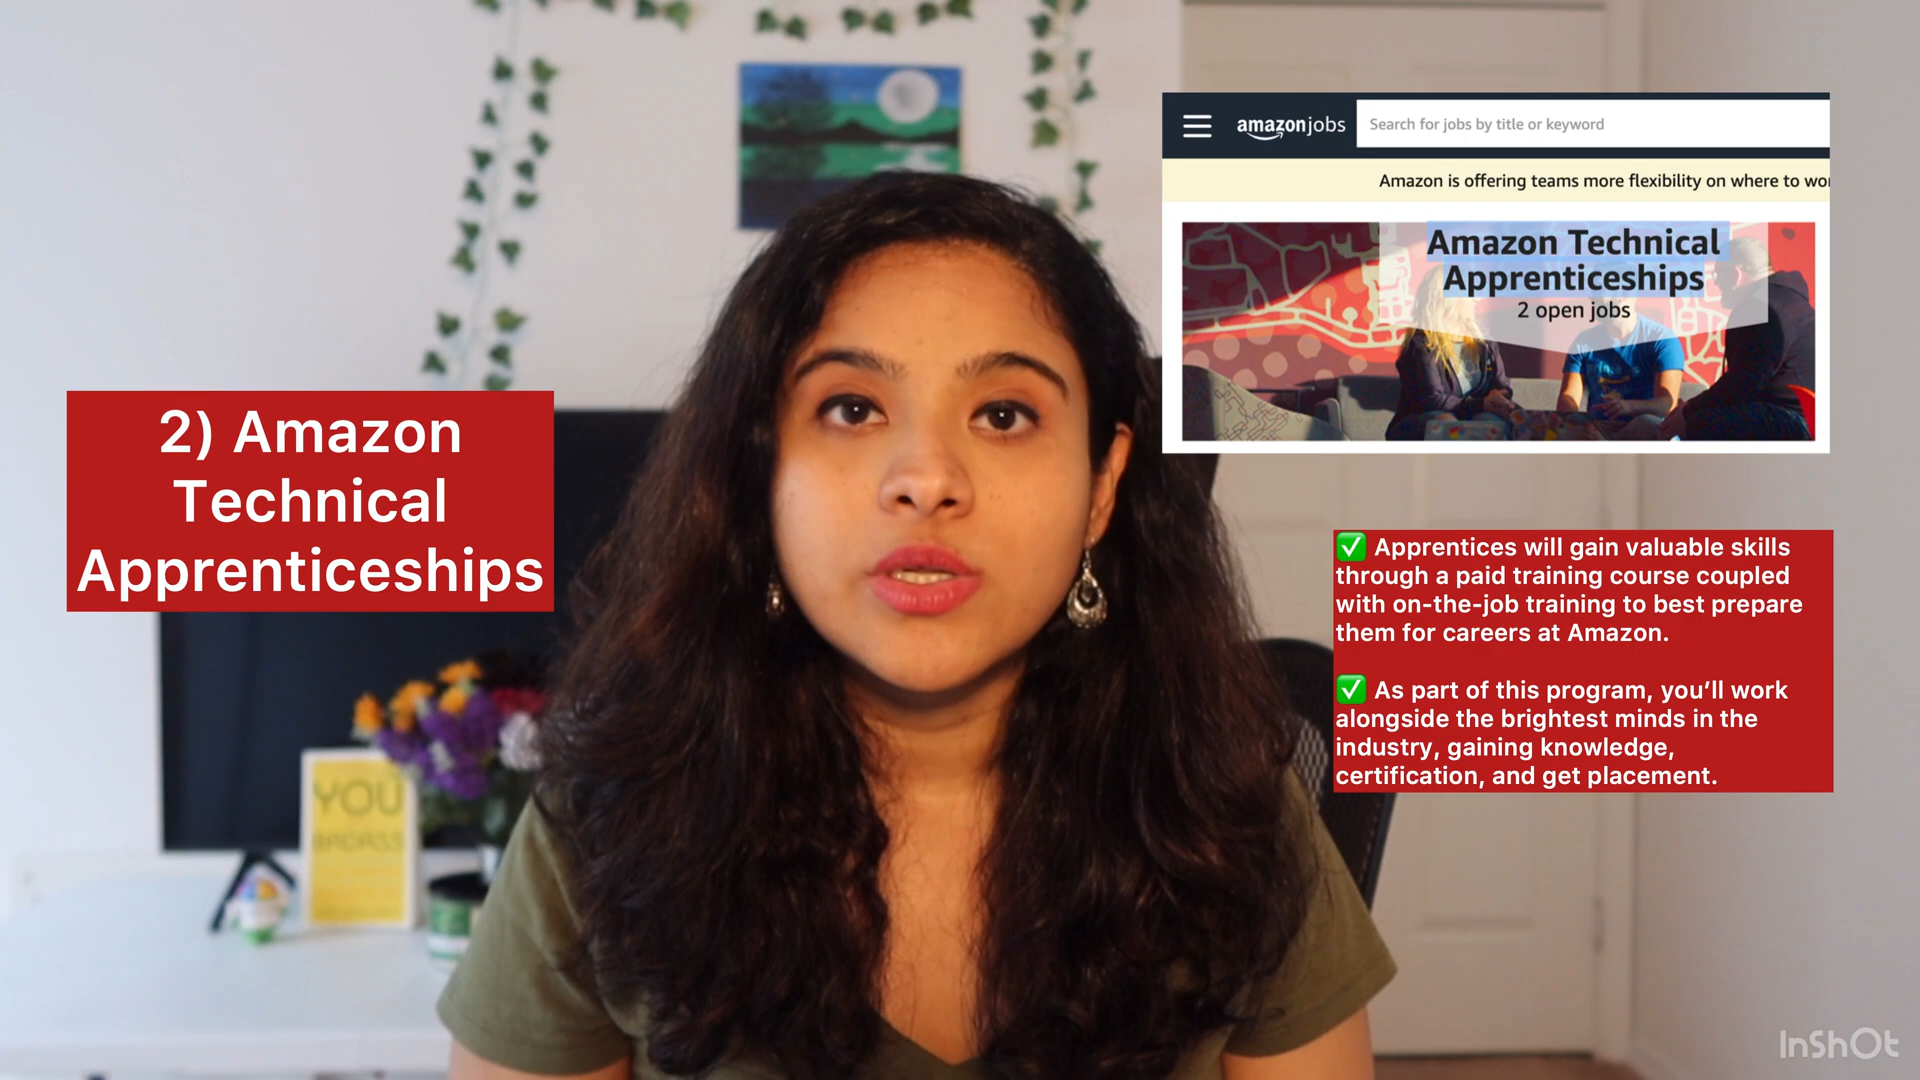 2) Amazon
Technical
Apprenticeships
amazonjobs
Search for jobs by title or keyword
Amazon is offering teams more flexibility on where to wor
Amazon Technical
Apprenticeships
2 open jobs
✅ Apprentices will gain valuable skills
through a paid training course coupled
with on-the-job training to best prepare
them for careers at Amazon.
✅ As part of this program, you’ll work
alongside the brightest minds in the
industry, gaining knowledge,
certification, and get placement.
YOU
BADASS
InShOt